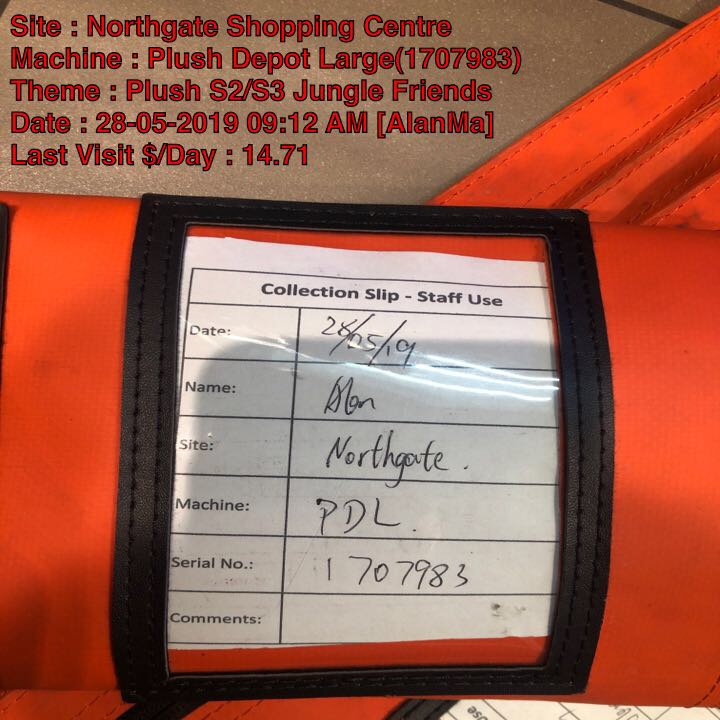 Site : Northgate Shopping Centre
Machine : Plush Depot Large(1707983)
Theme : Plush S2/S3 Jungle Friends
Date : 28-05-2019 09:12 AM [AlanMa]
Last Visit $/Day : 14.71
Collection Slip - Staff Use
Date: 28/05/19
Name: Alan
Site: Northgate.
Machine: PDL.
Serial No.: 1707983
Comments:
Use